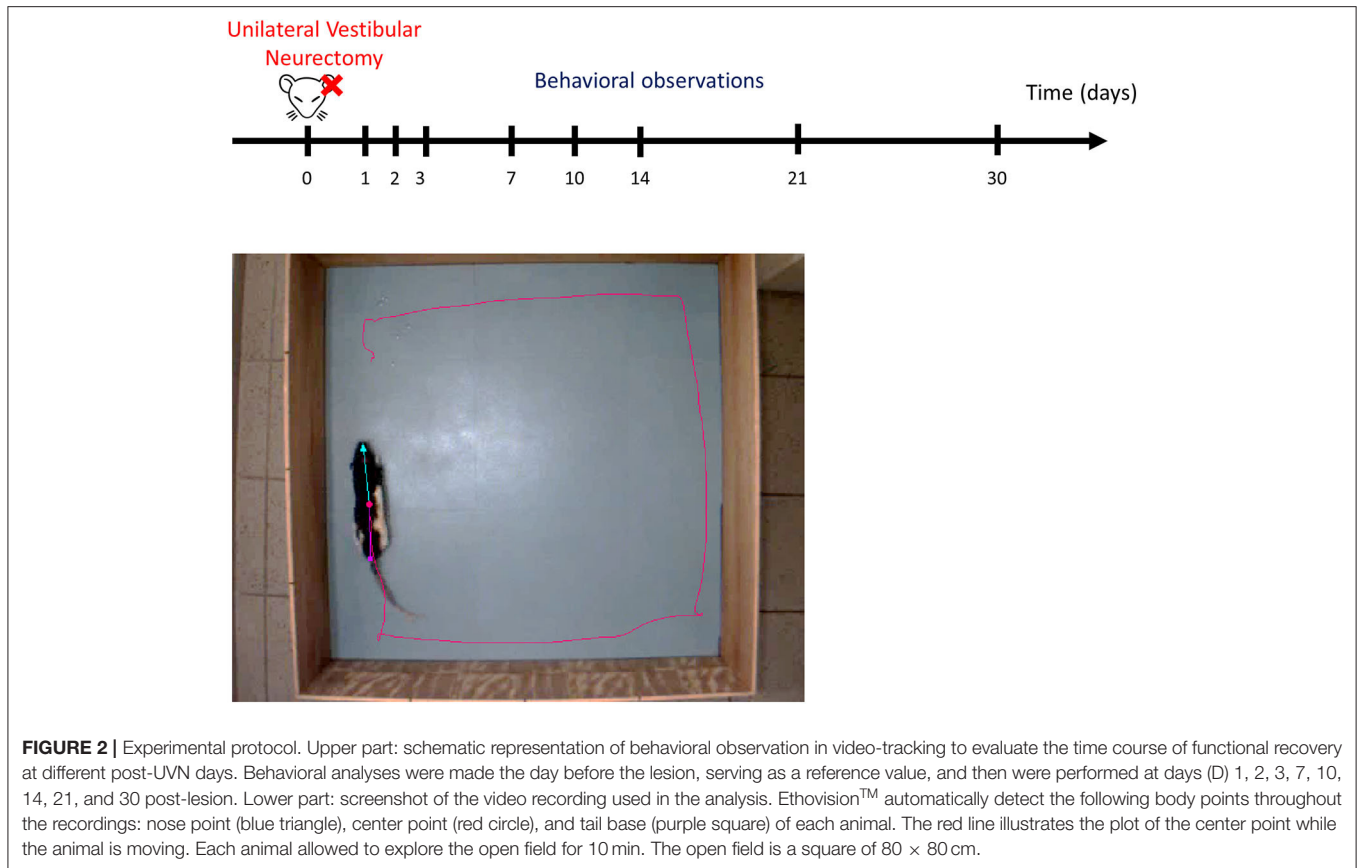 Unilateral Vestibular
Neurectomy
Behavioral observations
Time (days)
0 1 2 3 7 10 14 21 30
FIGURE 2 | Experimental protocol. Upper part: schematic representation of behavioral observation in video-tracking to evaluate the time course of functional recovery
at different post-UVN days. Behavioral analyses were made the day before the lesion, serving as a reference value, and then were performed at days (D) 1, 2, 3, 7, 10,
14, 21, and 30 post-lesion. Lower part: screenshot of the video recording used in the analysis. Ethovision™ automatically detect the following body points throughout
the recordings: nose point (blue triangle), center point (red circle), and tail base (purple square) of each animal. The red line illustrates the plot of the center point while
the animal is moving. Each animal allowed to explore the open field for 10 min. The open field is a square of 80 × 80 cm.